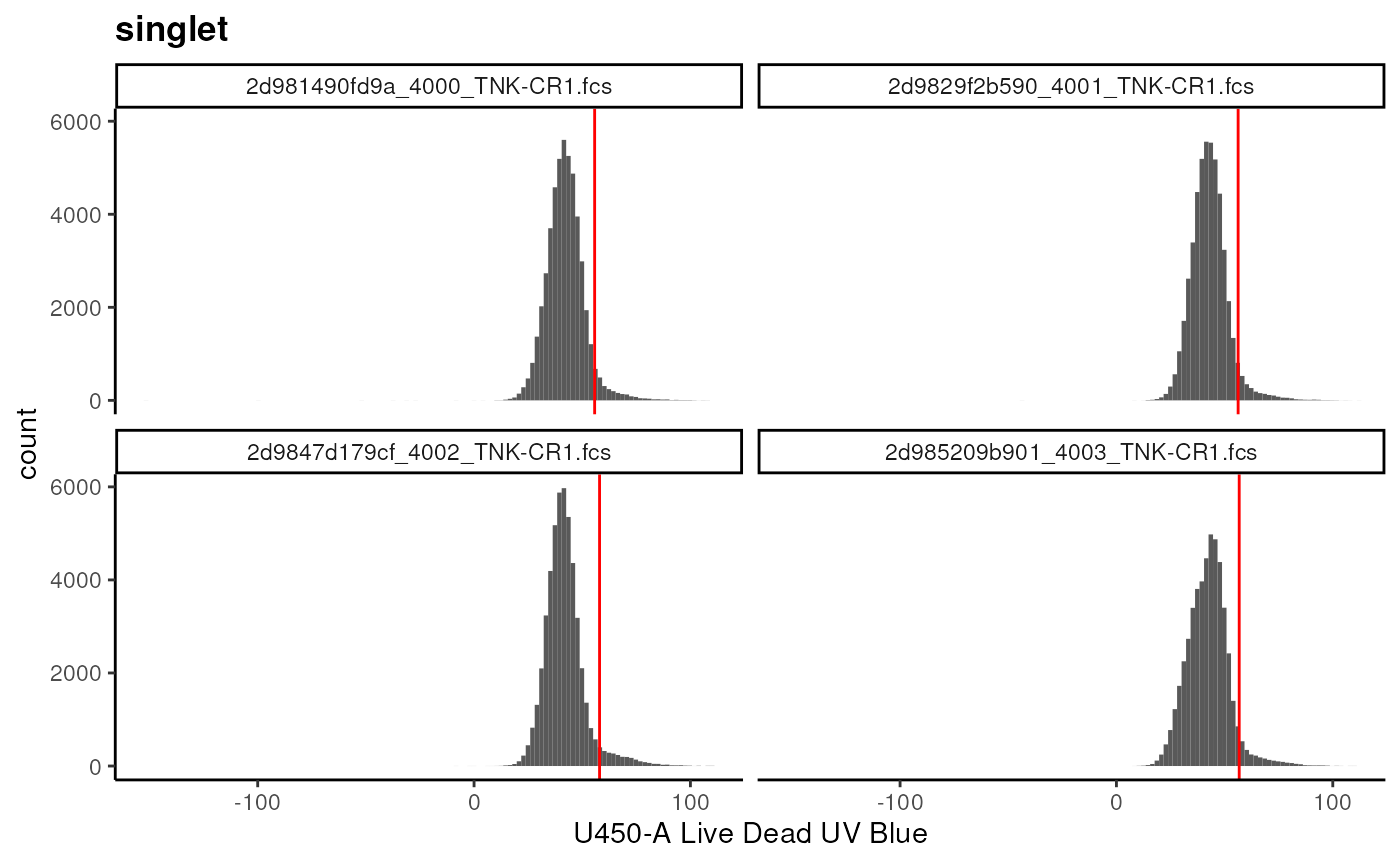 singlet
2d981490fd9a_4000_TNK-CR1.fcs
2d9829f2b590_4001_TNK-CR1.fcs
6000
4000
2000
0
count
2d9847d179cf_4002_TNK-CR1.fcs
2d985209b901_4003_TNK-CR1.fcs
6000
4000
2000
0
-100 0 100 -100 0 100
U450-A Live Dead UV Blue